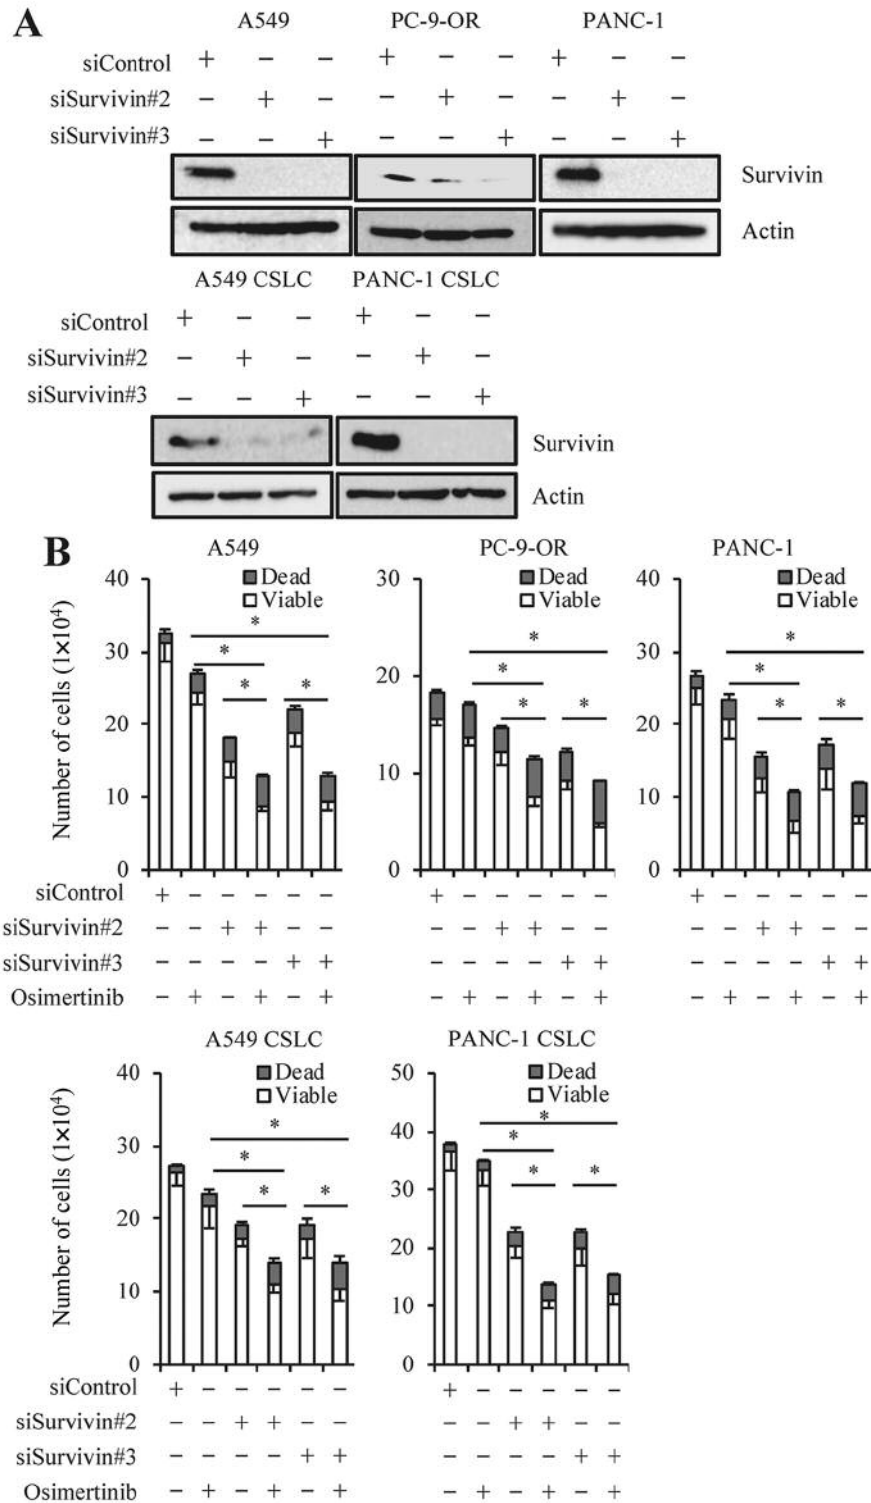 A
A549 PC-9-OR PANC-1
siControl + − − + − − + − −
siSurvivin#2 − + − − + − − + −
siSurvivin#3 − − + − − + − − +
Survivin
Actin
A549 CSLC PANC-1 CSLC
siControl + − − + − −
siSurvivin#2 − + − − + −
siSurvivin#3 − − + − − +
Survivin
Actin
B
A549 PC-9-OR PANC-1
Number of cells (1×10⁴)
40
30
20
10
0
Dead
Viable
*
*
*
*
30
20
10
0
Dead
Viable
*
*
*
*
40
30
20
10
0
Dead
Viable
*
*
*
*
siControl + − − − − − + − − − − − + − − − − −
siSurvivin#2 − − + + − − − − + + − − − − + + − −
siSurvivin#3 − − − − + + − − − − + + − − − − + +
Osimertinib − + − + − + − + − + − + − + − + − +
A549 CSLC PANC-1 CSLC
Number of cells (1×10⁴)
40
30
20
10
0
Dead
Viable
*
*
*
*
50
40
30
20
10
0
Dead
Viable
*
*
*
*
siControl + − − − − − + − − − − −
siSurvivin#2 − − + + − − − − + + − −
siSurvivin#3 − − − − + + − − − − + +
Osimertinib − + − + − + − + − + − +